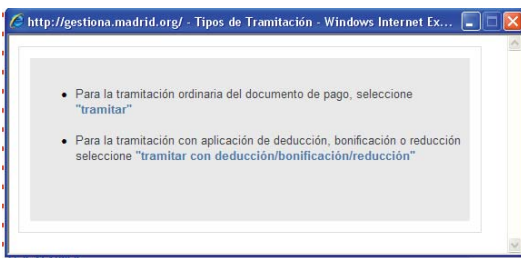 http://gestiona.madrid.org/ - Tipos de Tramitación - Windows Internet Ex...
• Para la tramitación ordinaria del documento de pago, seleccione
"tramitar"
• Para la tramitación con aplicación de deducción, bonificación o reducción
seleccione "tramitar con deducción/bonificación/reducción"